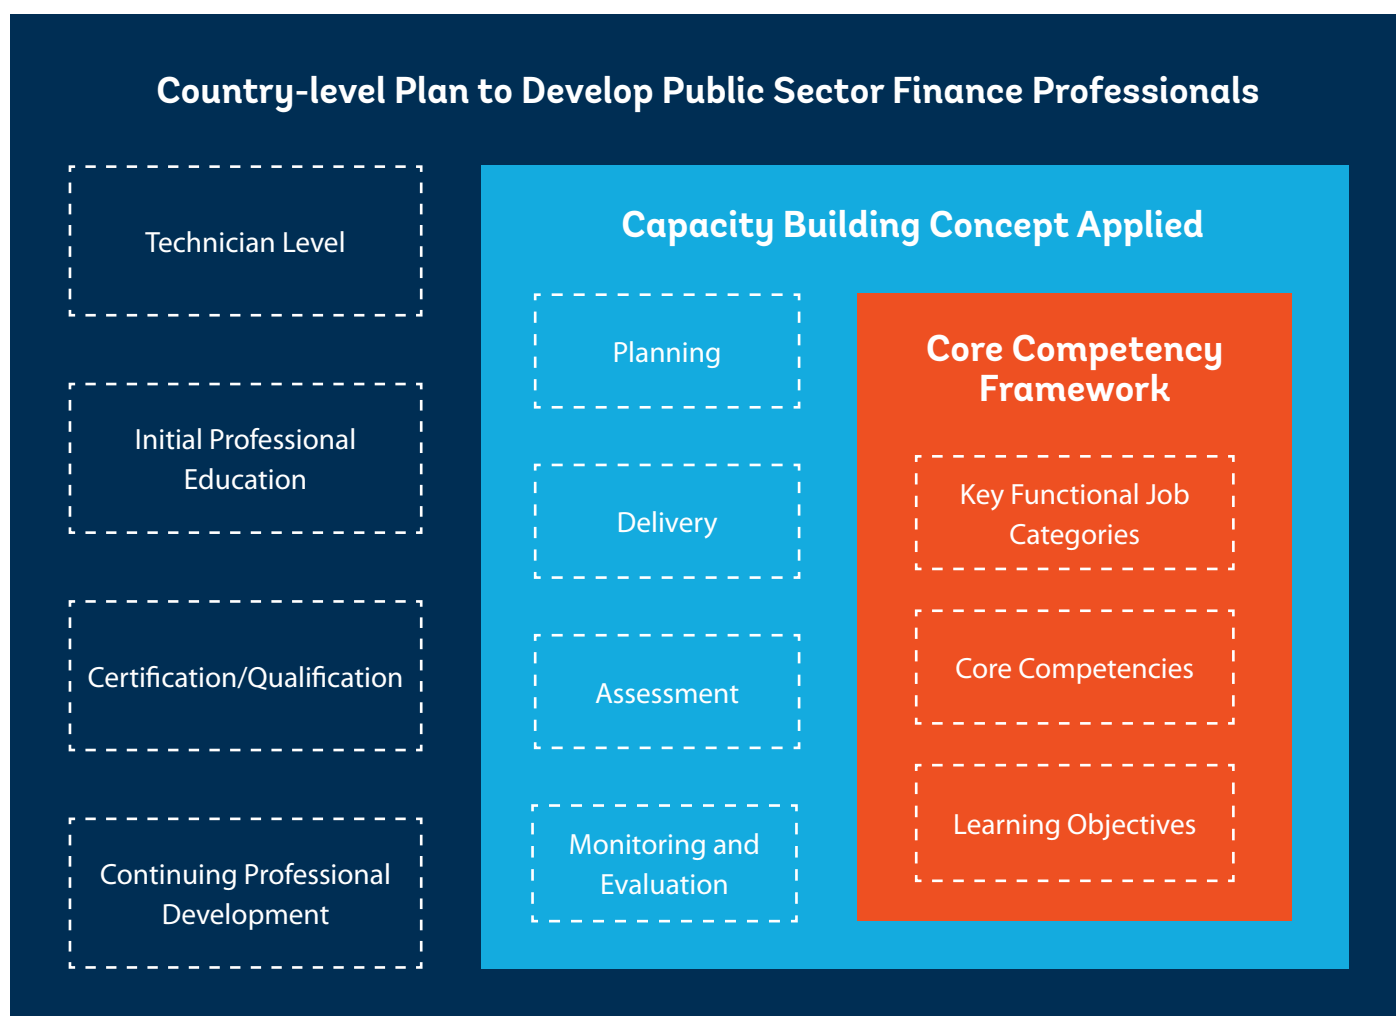 Country-level Plan to Develop Public Sector Finance Professionals
Technician Level
Initial Professional
Education
Certification/Qualification
Continuing Professional
Development
Capacity Building Concept Applied
Planning
Delivery
Assessment
Monitoring and
Evaluation
Core Competency
Framework
Key Functional Job
Categories
Core Competencies
Learning Objectives